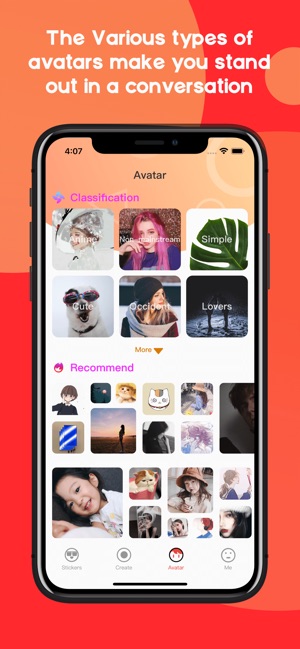 The Various types of
avatars make you stand
out in a conversation
4:07
Avatar
Classification
Anime
Non-mainstream
Simple
Cute
Occident
Lovers
More
Recommend
Stickers
Create
Avatar
Me